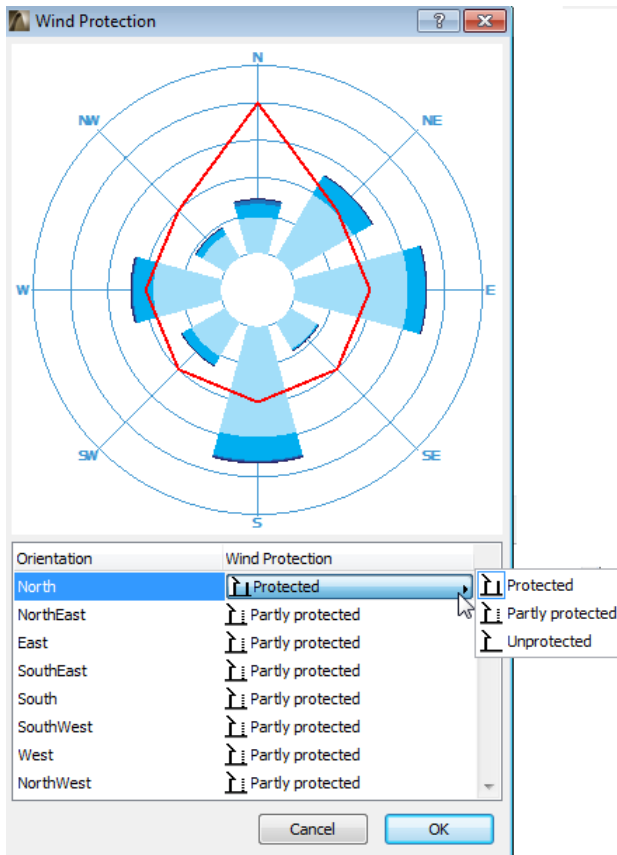 Wind Protection
?
N
NW NE
W E
SW SE
S
Orientation Wind Protection
North Protected
NorthEast Partly protected
East Partly protected
SouthEast Partly protected
South Partly protected
SouthWest Partly protected
West Partly protected
NorthWest Partly protected
Protected
Partly protected
Unprotected
Cancel OK